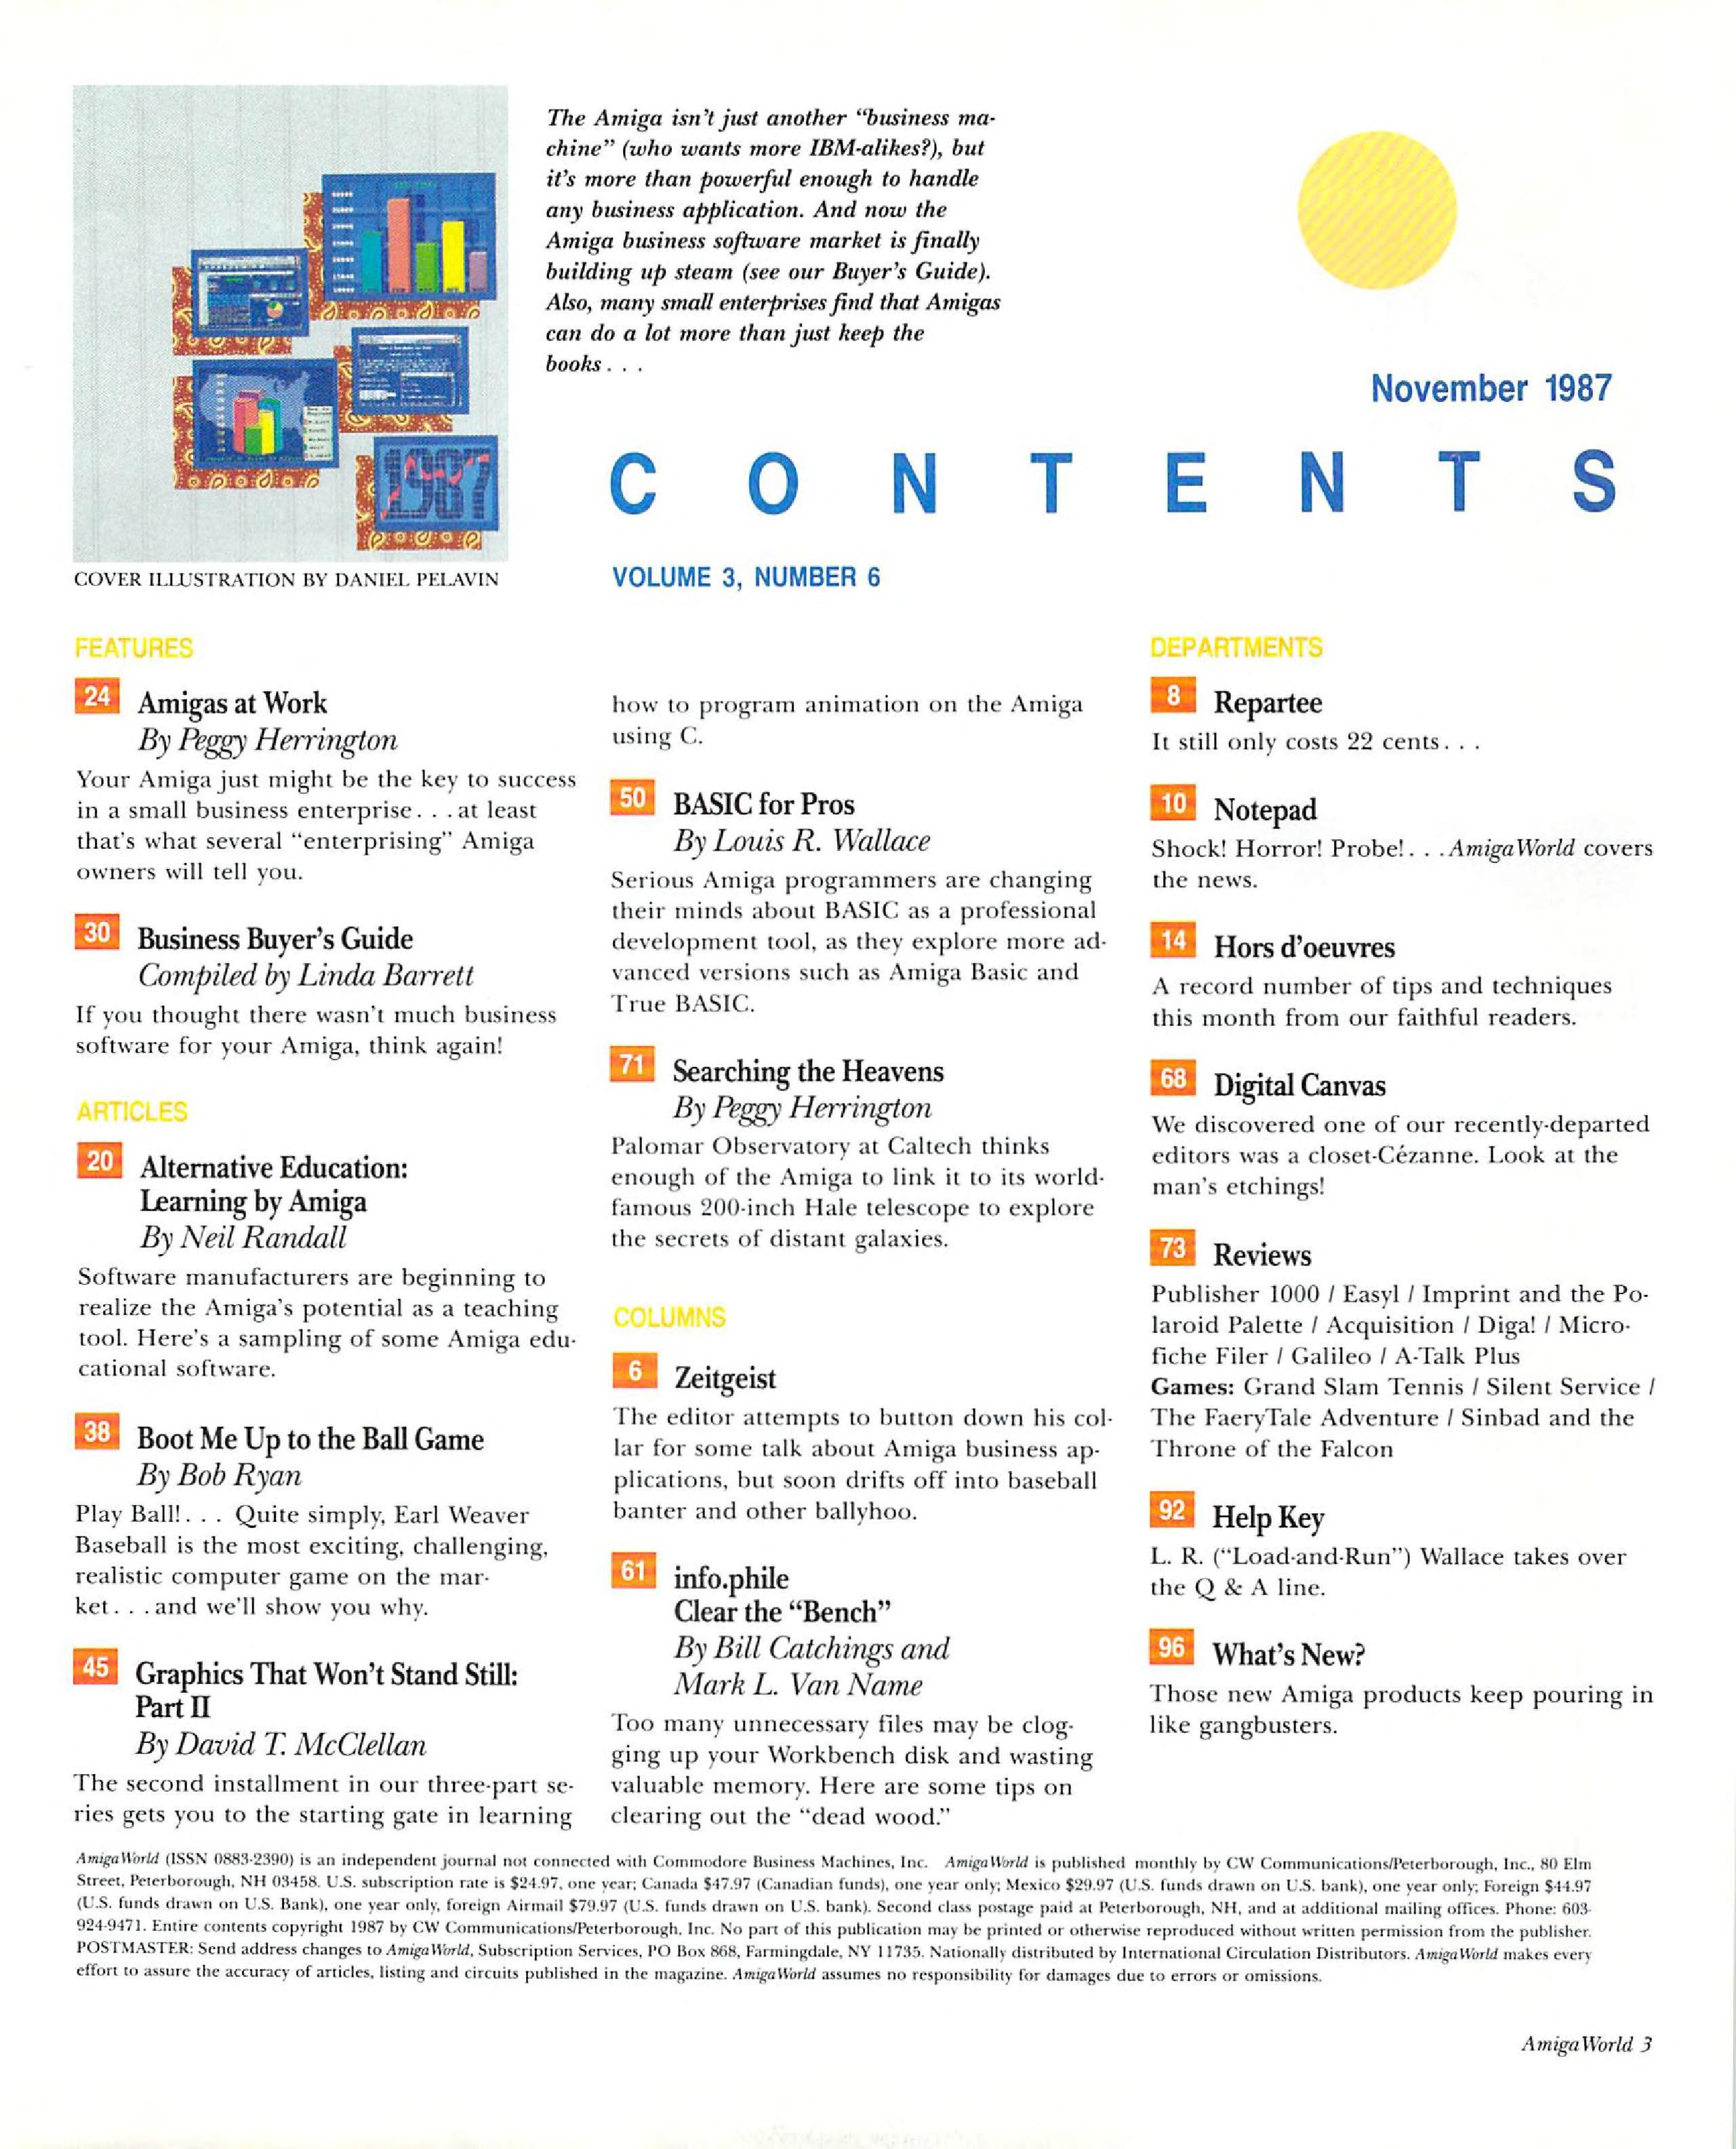 The Amiga isn't just another "business ma-
chine" (who wants more IBM-alikes?), but
it's more than powerful enough to handle
any business application. And now the
Amiga business software market is finally
building up steam (see our Buyer's Guide).
Also, many small enterprises find that Amigas
can do a lot more than just keep the
books . . .
November 1987
CONTENTS
1987
COVER ILLUSTRATION BY DANIEL PELAVIN
VOLUME 3, NUMBER 6
FEATURES
24 Amigas at Work
By Peggy Herrington
Your Amiga just might be the key to success
in a small business enterprise. . . at least
that's what several "enterprising" Amiga
owners will tell you.
30 Business Buyer's Guide
Compiled by Linda Barrett
If you thought there wasn't much business
software for your Amiga, think again!
ARTICLES
20 Alternative Education:
Learning by Amiga
By Neil Randall
Software manufacturers are beginning to
realize the Amiga's potential as a teaching
tool. Here's a sampling of some Amiga edu-
cational software.
38 Boot Me Up to the Ball Game
By Bob Ryan
Play Ball!. . . Quite simply, Earl Weaver
Baseball is the most exciting, challenging,
realistic computer game on the mar-
ket. . . and we'll show you why.
45 Graphics That Won't Stand Still:
Part II
By David T. McClellan
The second installment in our three-part se-
ries gets you to the starting gate in learning
how to program animation on the Amiga
using C.
50 BASIC for Pros
By Louis R. Wallace
Serious Amiga programmers are changing
their minds about BASIC as a professional
development tool, as they explore more ad-
vanced versions such as Amiga Basic and
True BASIC.
71 Searching the Heavens
By Peggy Herrington
Palomar Observatory at Caltech thinks
enough of the Amiga to link it to its world-
famous 200-inch Hale telescope to explore
the secrets of distant galaxies.
COLUMNS
6 Zeitgeist
The editor attempts to button down his col-
lar for some talk about Amiga business ap-
plications, but soon drifts off into baseball
banter and other ballyhoo.
61 info.phile
Clear the "Bench"
By Bill Catchings and
Mark L. Van Name
Too many unnecessary files may be clog-
ging up your Workbench disk and wasting
valuable memory. Here are some tips on
clearing out the "dead wood."
DEPARTMENTS
8 Repartee
It still only costs 22 cents. . .
10 Notepad
Shock! Horror! Probe!. . . AmigaWorld covers
the news.
14 Hors d'oeuvres
A record number of tips and techniques
this month from our faithful readers.
68 Digital Canvas
We discovered one of our recently-departed
editors was a closet-Cézanne. Look at the
man's etchings!
73 Reviews
Publisher 1000 / Easyl / Imprint and the Po-
laroid Palette / Acquisition / Diga! / Micro-
fiche Filer / Galileo / A-Talk Plus
Games: Grand Slam Tennis / Silent Service /
The FaeryTale Adventure / Sinbad and the
Throne of the Falcon
92 Help Key
L. R. ("Load-and-Run") Wallace takes over
the Q & A line.
96 What's New?
Those new Amiga products keep pouring in
like gangbusters.
AmigaWorld (ISSN 0883-2390) is an independent journal not connected with Commodore Business Machines, Inc. AmigaWorld is published monthly by CW Communications/Peterborough, Inc., 80 Elm
Street, Peterborough, NH 03458. U.S. subscription rate is $24.97, one year; Canada $47.97 (Canadian funds), one year only; Mexico $29.97 (U.S. funds drawn on U.S. bank), one year only; Foreign $44.97
(U.S. funds drawn on U.S. Bank), one year only, foreign Airmail $79.97 (U.S. funds drawn on U.S. bank). Second class postage paid at Peterborough, NH, and at additional mailing offices. Phone: 603-
924-9471. Entire contents copyright 1987 by CW Communications/Peterborough, Inc. No part of this publication may be printed or otherwise reproduced without written permission from the publisher.
POSTMASTER: Send address changes to AmigaWorld, Subscription Services, PO Box 868, Farmingdale, NY 11735. Nationally distributed by International Circulation Distributors. AmigaWorld makes every
effort to assure the accuracy of articles, listing and circuits published in the magazine. AmigaWorld assumes no responsibility for damages due to errors or omissions.
AmigaWorld 3